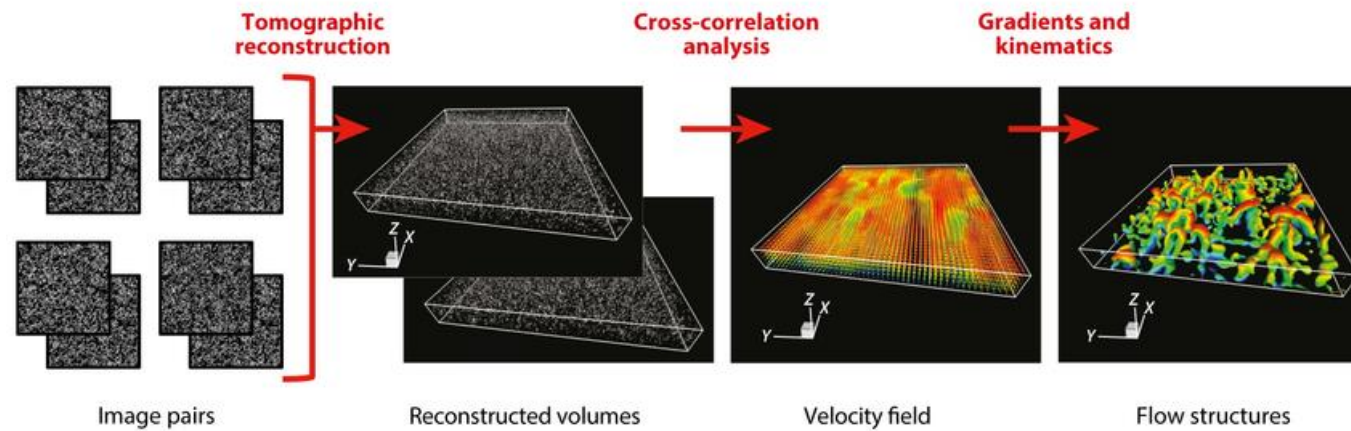 Tomographic
reconstruction
Cross-correlation
analysis
Gradients and
kinematics
Z
X
Y
Z
X
Y
Z
X
Y
Image pairs
Reconstructed volumes
Velocity field
Flow structures